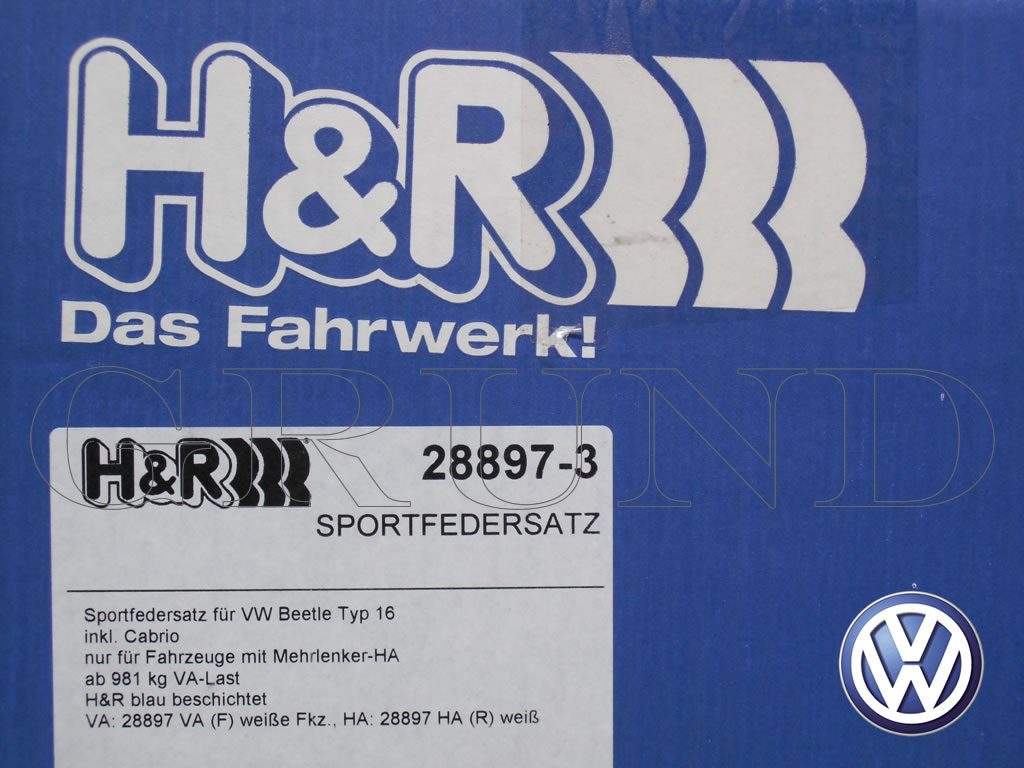 H&R
Das Fahrwerk!
GRUND
H&R
28897-3
SPORTFEDERSATZ
Sportfedersatz für VW Beetle Typ 16
inkl. Cabrio
nur für Fahrzeuge mit Mehrlenker-HA
ab 981 kg VA-Last
H&R blau beschichtet
VA: 28897 VA (F) weiße Fkz., HA: 28897 HA (R) weiß
VW